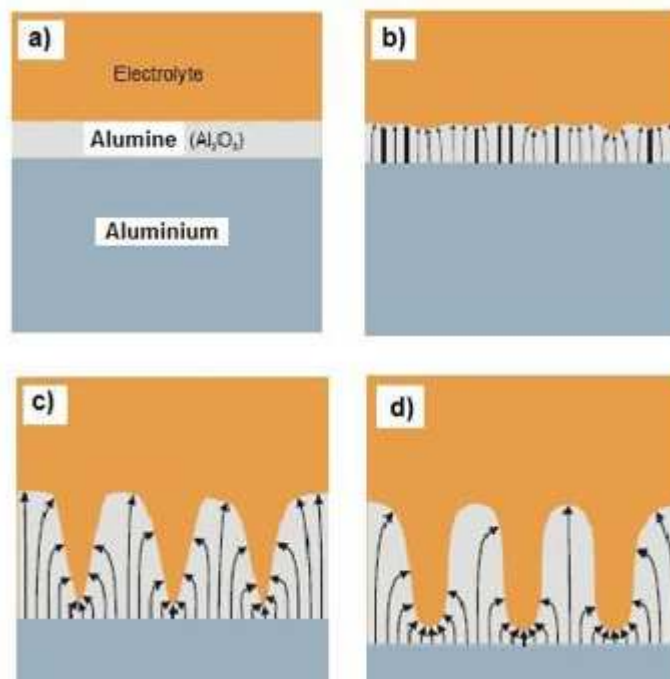 a)
Electrolyte
Alumine (Al₂O₃)
Aluminium
b)
c)
d)